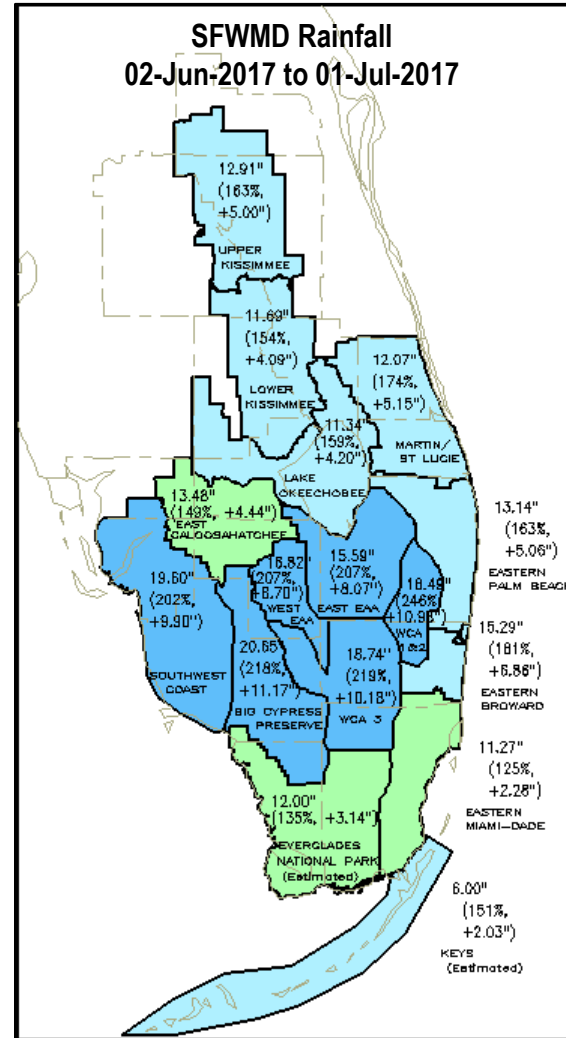 SFWMD Rainfall
02-Jun-2017 to 01-Jul-2017
12.91"
(163%,
+5.00")
UPPER
KISSIMMEE
11.69"
(154%,
+4.09")
LOWER
KISSIMMEE
12.07"
(174%,
+5.15")
MARTIN/
ST LUCIE
11.34"
(159%,
+4.20")
LAKE
OKEECHOBEE
13.48"
(149%, +4.44")
EAST
CALOOSAHATCHEE
13.14"
(163%,
+5.06")
EASTERN
PALM BEACH
19.60"
(202%,
+9.90")
SOUTHWEST
COAST
16.82"
(207%,
+8.70")
WEST
EAA
15.59"
(207%,
+8.07")
EAST EAA
18.49"
(246%,
+10.98")
WCA
1&2
20.65"
(218%,
+11.17")
BIG CYPRESS
PRESERVE
18.74"
(219%,
+10.18")
WCA 3
15.29"
(181%,
+6.86")
EASTERN
BROWARD
11.27"
(125%,
+2.28")
EASTERN
MIAMI-DADE
12.00"
(135%, +3.14")
EVERGLADES
NATIONAL PARK
(Estimated)
6.00"
(151%,
+2.03")
KEYS
(Estimated)